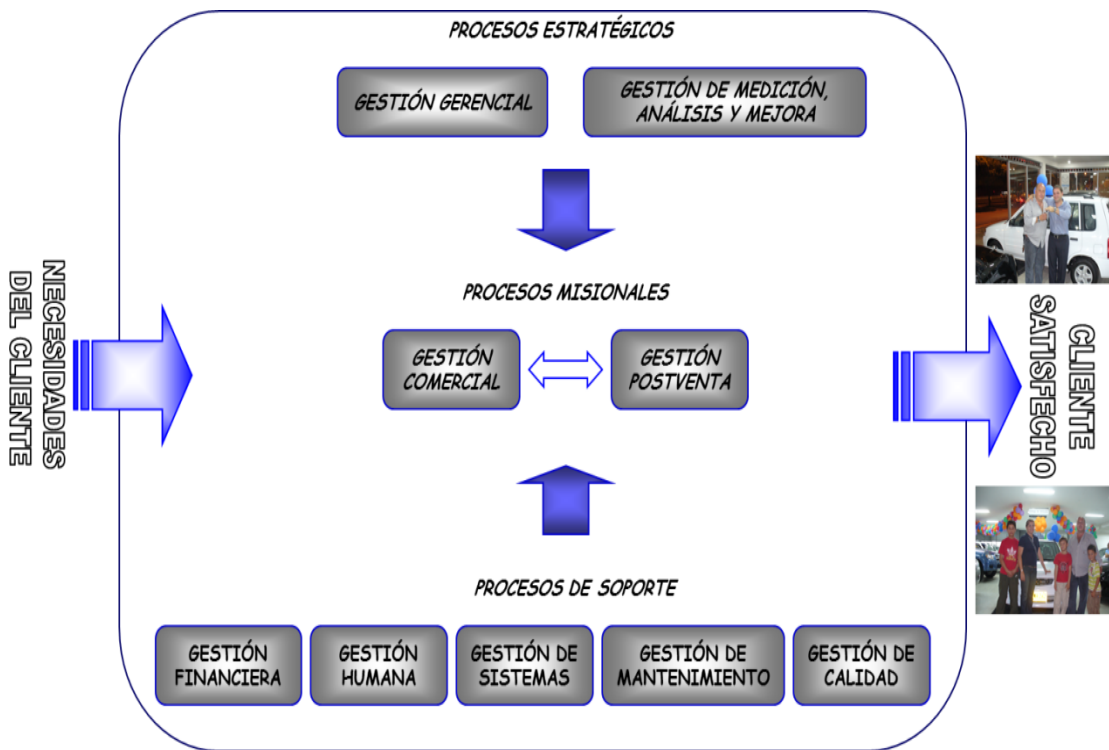 PROCESOS ESTRATÉGICOS
GESTIÓN GERENCIAL
GESTIÓN DE MEDICIÓN,
ANÁLISIS Y MEJORA
NECESIDADES
DEL CLIENTE
PROCESOS MISIONALES
GESTIÓN
COMERCIAL
GESTIÓN
POSTVENTA
CLIENTE
SATISFECHO
PROCESOS DE SOPORTE
GESTIÓN
FINANCIERA
GESTIÓN
HUMANA
GESTIÓN DE
SISTEMAS
GESTIÓN DE
MANTENIMIENTO
GESTIÓN DE
CALIDAD